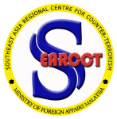 SOUTHEAST ASIA REGIONAL CENTRE FOR COUNTER-TERRORISM
SEARCCT
MINISTRY OF FOREIGN AFFAIRS MALAYSIA